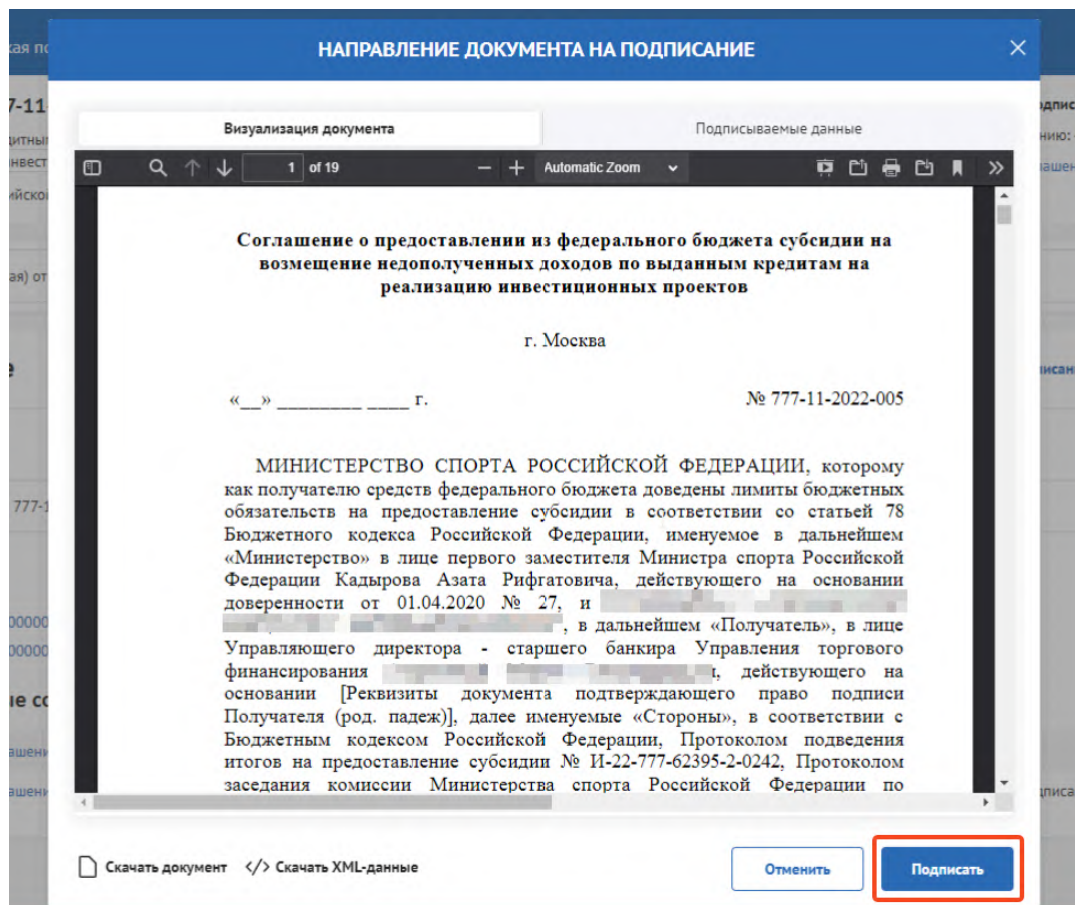 НАПРАВЛЕНИЕ ДОКУМЕНТА НА ПОДПИСАНИЕ
Визуализация документа
Подписываемые данные
1 of 19
Automatic Zoom
Соглашение о предоставлении из федерального бюджета субсидии на
возмещение недополученных доходов по выданным кредитам на
реализацию инвестиционных проектов
г. Москва
«__» ________ ____ г.
№ 777-11-2022-005
МИНИСТЕРСТВО СПОРТА РОССИЙСКОЙ ФЕДЕРАЦИИ, которому
как получателю средств федерального бюджета доведены лимиты бюджетных
обязательств на предоставление субсидии в соответствии со статьей 78
Бюджетного кодекса Российской Федерации, именуемое в дальнейшем
«Министерство» в лице первого заместителя Министра спорта Российской
Федерации Кадырова Азата Рифгатовича, действующего на основании
доверенности от 01.04.2020 № 27, и
, в дальнейшем «Получатель», в лице
Управляющего директора - старшего банкира Управления торгового
финансирования , действующего на
основании [Реквизиты документа подтверждающего право подписи
Получателя (род. падеж)], далее именуемые «Стороны», в соответствии с
Бюджетным кодексом Российской Федерации, Протоколом подведения
итогов на предоставление субсидии № И-22-777-62395-2-0242, Протоколом
заседания комиссии Министерства спорта Российской Федерации по
Скачать документ
</> Скачать XML-данные
Отменить
Подписать